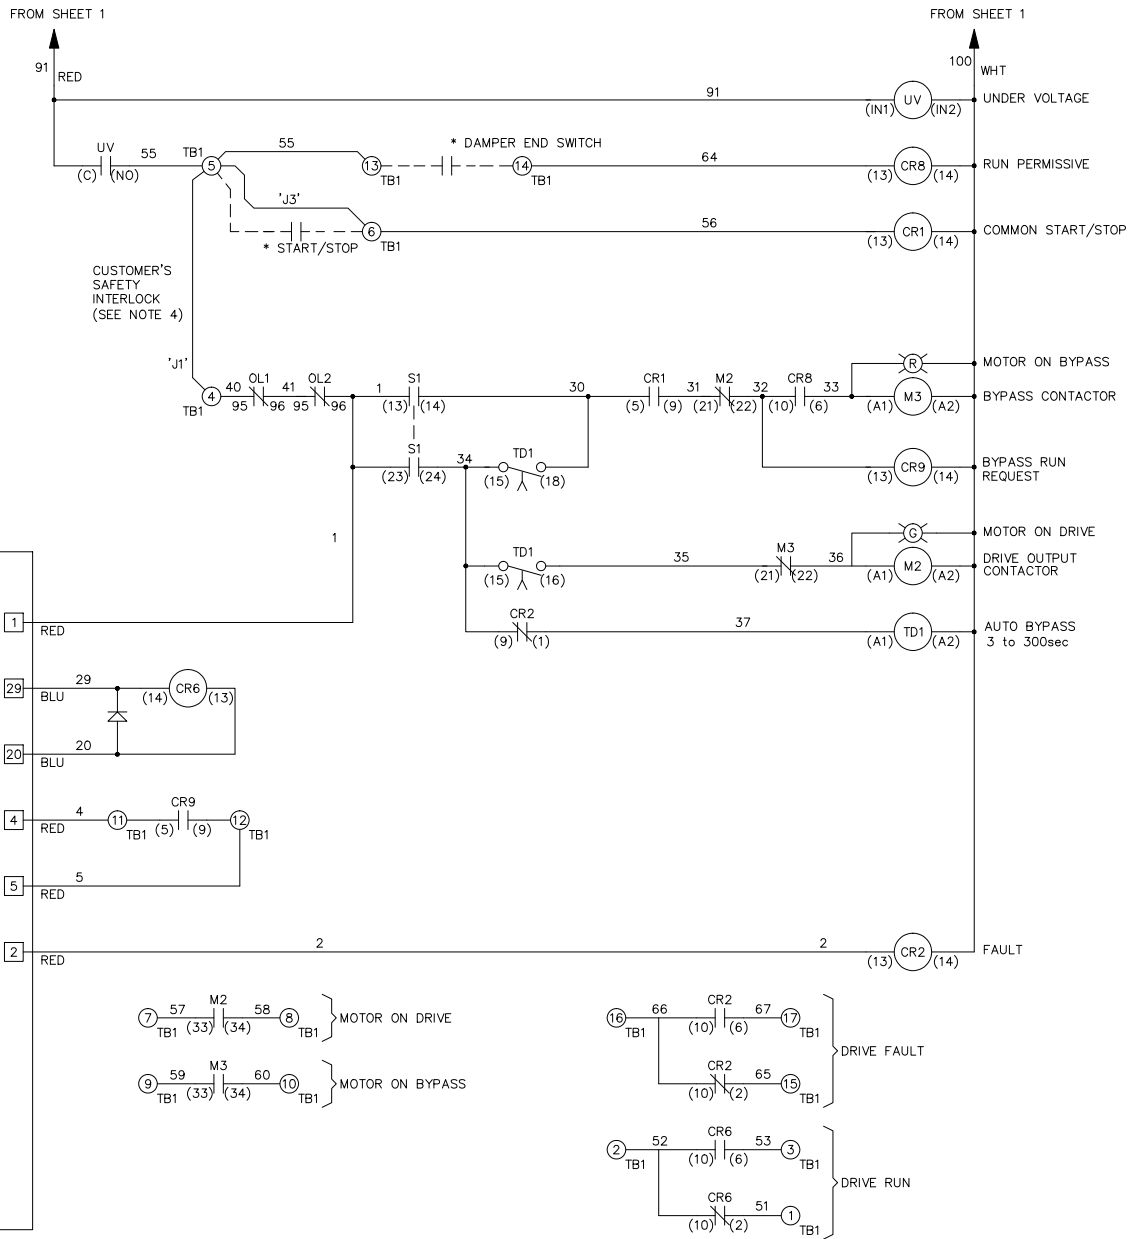 FROM SHEET 1
FROM SHEET 1
91
RED
100
WHT
91
UV
(IN1)
(IN2)
UNDER VOLTAGE
UV
(C)
(NO)
55
TB1
5
55
13
TB1
* DAMPER END SWITCH
14
TB1
64
CR8
(13)
(14)
RUN PERMISSIVE
'J3'
* START/STOP
6
TB1
56
CR1
(13)
(14)
COMMON START/STOP
CUSTOMER'S
SAFETY
INTERLOCK
(SEE NOTE 4)
'J1'
R
MOTOR ON BYPASS
4
TB1
40
OL1
95
96
41
OL2
95
96
1
S1
(13)
(14)
30
CR1
(5)
(9)
31
M2
(21)
(22)
32
CR8
(10)
(6)
33
M3
(A1)
(A2)
BYPASS CONTACTOR
S1
(23)
(24)
34
TD1
(15)
(18)
CR9
(13)
(14)
BYPASS RUN
REQUEST
1
G
MOTOR ON DRIVE
TD1
(15)
(16)
35
M3
(21)
(22)
36
M2
(A1)
(A2)
DRIVE OUTPUT
CONTACTOR
1
RED
CR2
(9)
(1)
37
TD1
(A1)
(A2)
AUTO BYPASS
3 to 300sec
29
BLU
29
CR6
(14)
(13)
20
BLU
20
4
RED
4
11
TB1
CR9
(5)
(9)
12
TB1
5
RED
5
2
RED
2
2
CR2
(13)
(14)
FAULT
7
TB1
57
M2
(33)
(34)
58
8
TB1
MOTOR ON DRIVE
16
TB1
66
CR2
(10)
(6)
67
17
TB1
DRIVE FAULT
9
TB1
59
M3
(33)
(34)
60
10
TB1
MOTOR ON BYPASS
CR2
(10)
(2)
65
15
TB1
2
TB1
52
CR6
(10)
(6)
53
3
TB1
DRIVE RUN
CR6
(10)
(2)
51
1
TB1